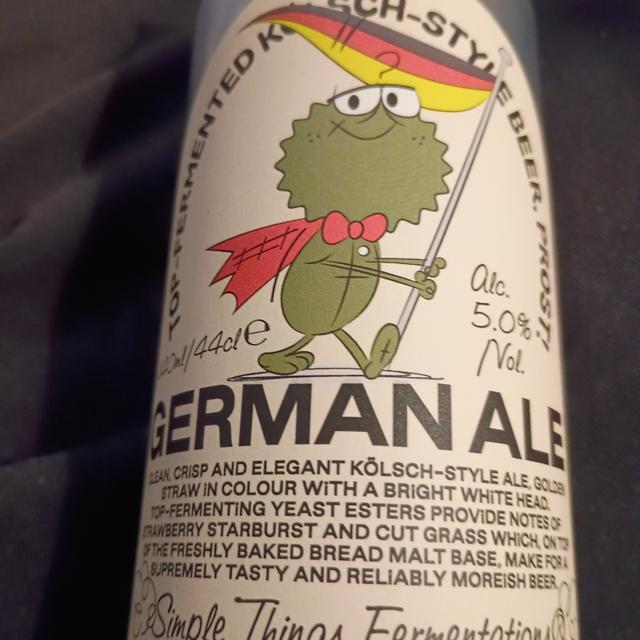 TOP-FERMENTED KÖLSCH-STYLE BEER. PROST!
440ml/44cl e
Alc.
5.0%
/Vol.
GERMAN ALE
CLEAN, CRISP AND ELEGANT KÖLSCH-STYLE ALE, GOLDEN
STRAW IN COLOUR WITH A BRIGHT WHITE HEAD.
TOP-FERMENTING YEAST ESTERS PROVIDE NOTES OF
STRAWBERRY STARBURST AND CUT GRASS WHICH, ON TOP
OF THE FRESHLY BAKED BREAD MALT BASE, MAKE FOR A
SUPREMELY TASTY AND RELIABLY MOREISH BEER.
Simple Things Fermentations